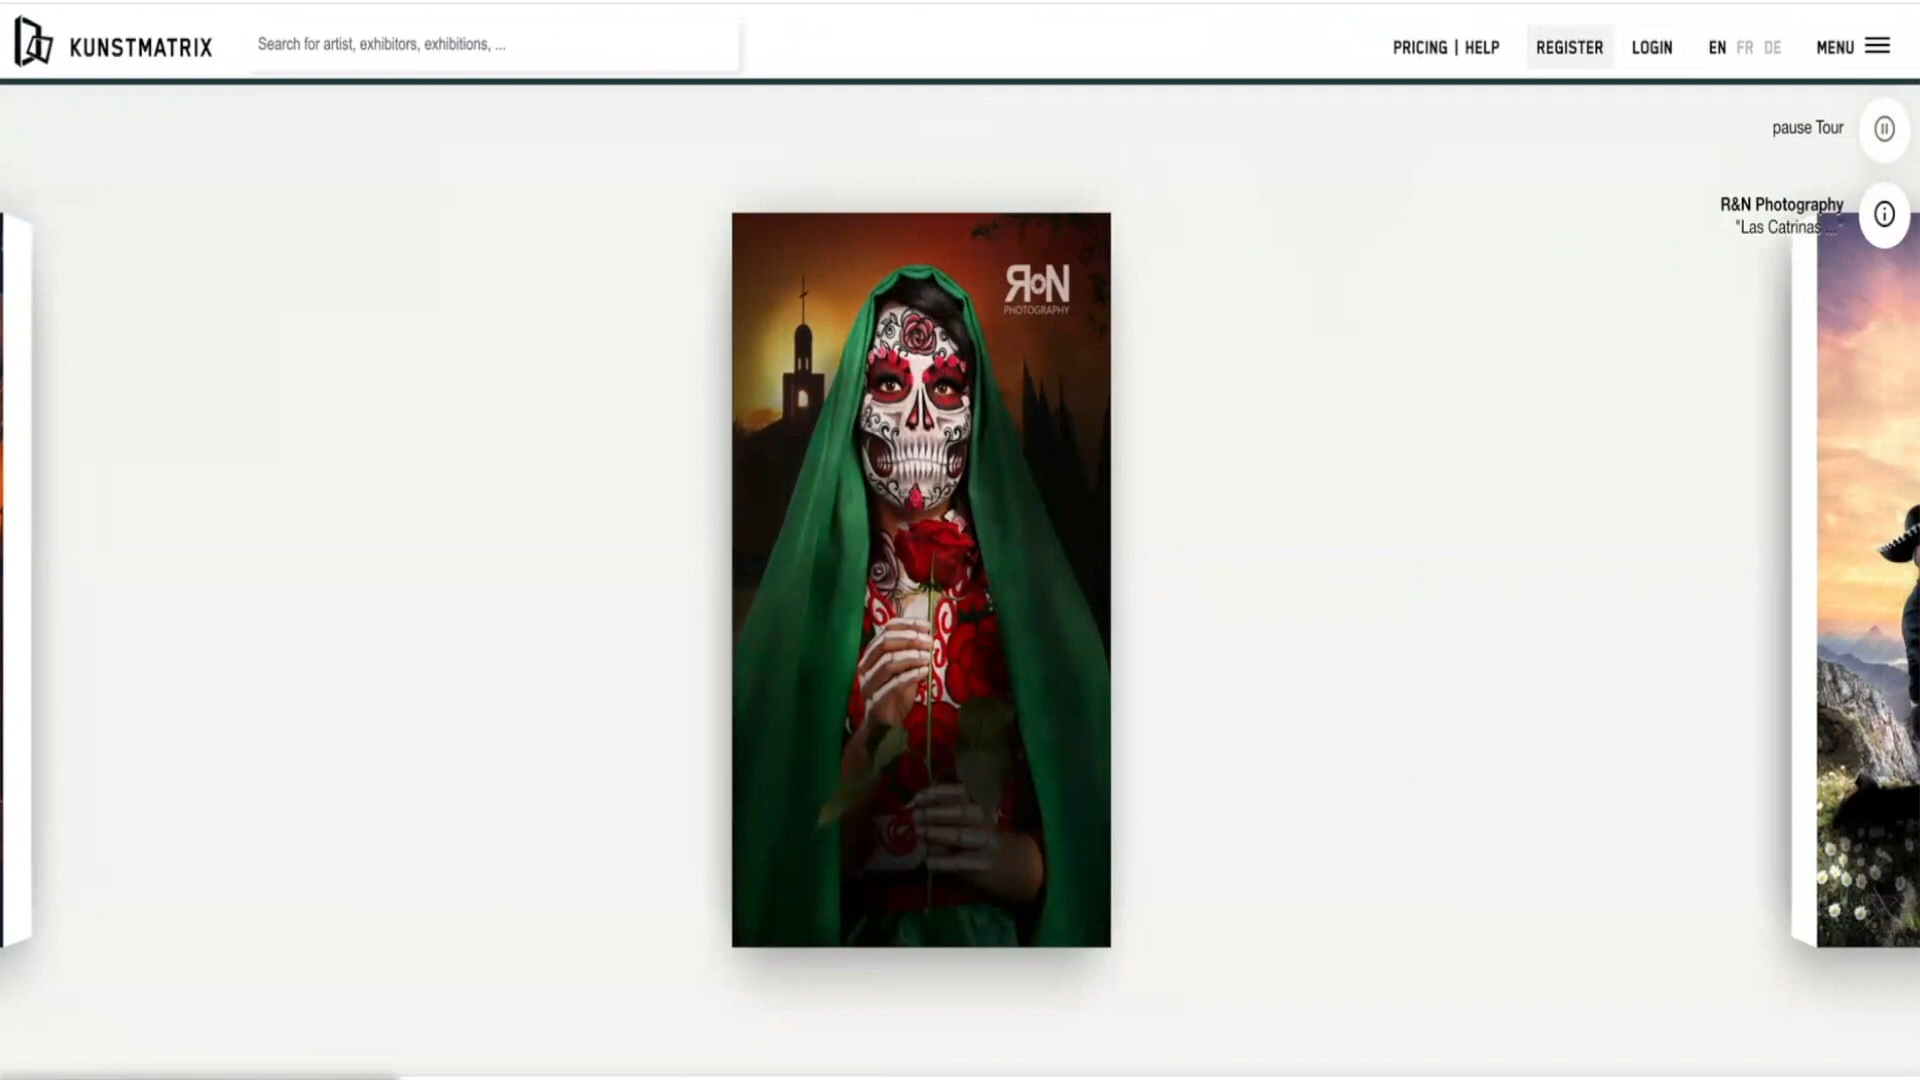 KUNSTMATRIX
Search for artist, exhibitors, exhibitions, ...
PRICING | HELP
REGISTER
LOGIN
EN FR DE
MENU
pause Tour
R&N Photography
"Las Catrinas ..."
RN
PHOTOGRAPHY